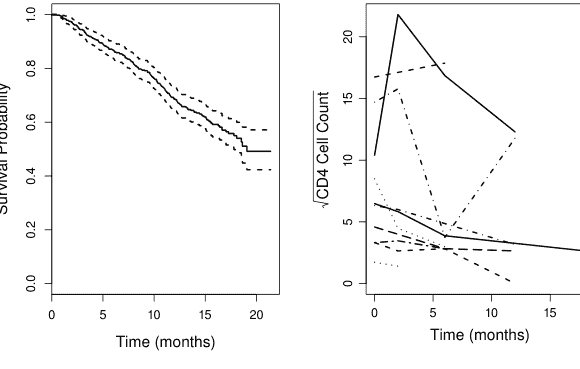 Survival Probability
1.0
0.8
0.6
0.4
0.2
0.0
0 5 10 15 20
Time (months)
√CD4 Cell Count
20
15
10
5
0
0 5 10 15
Time (months)